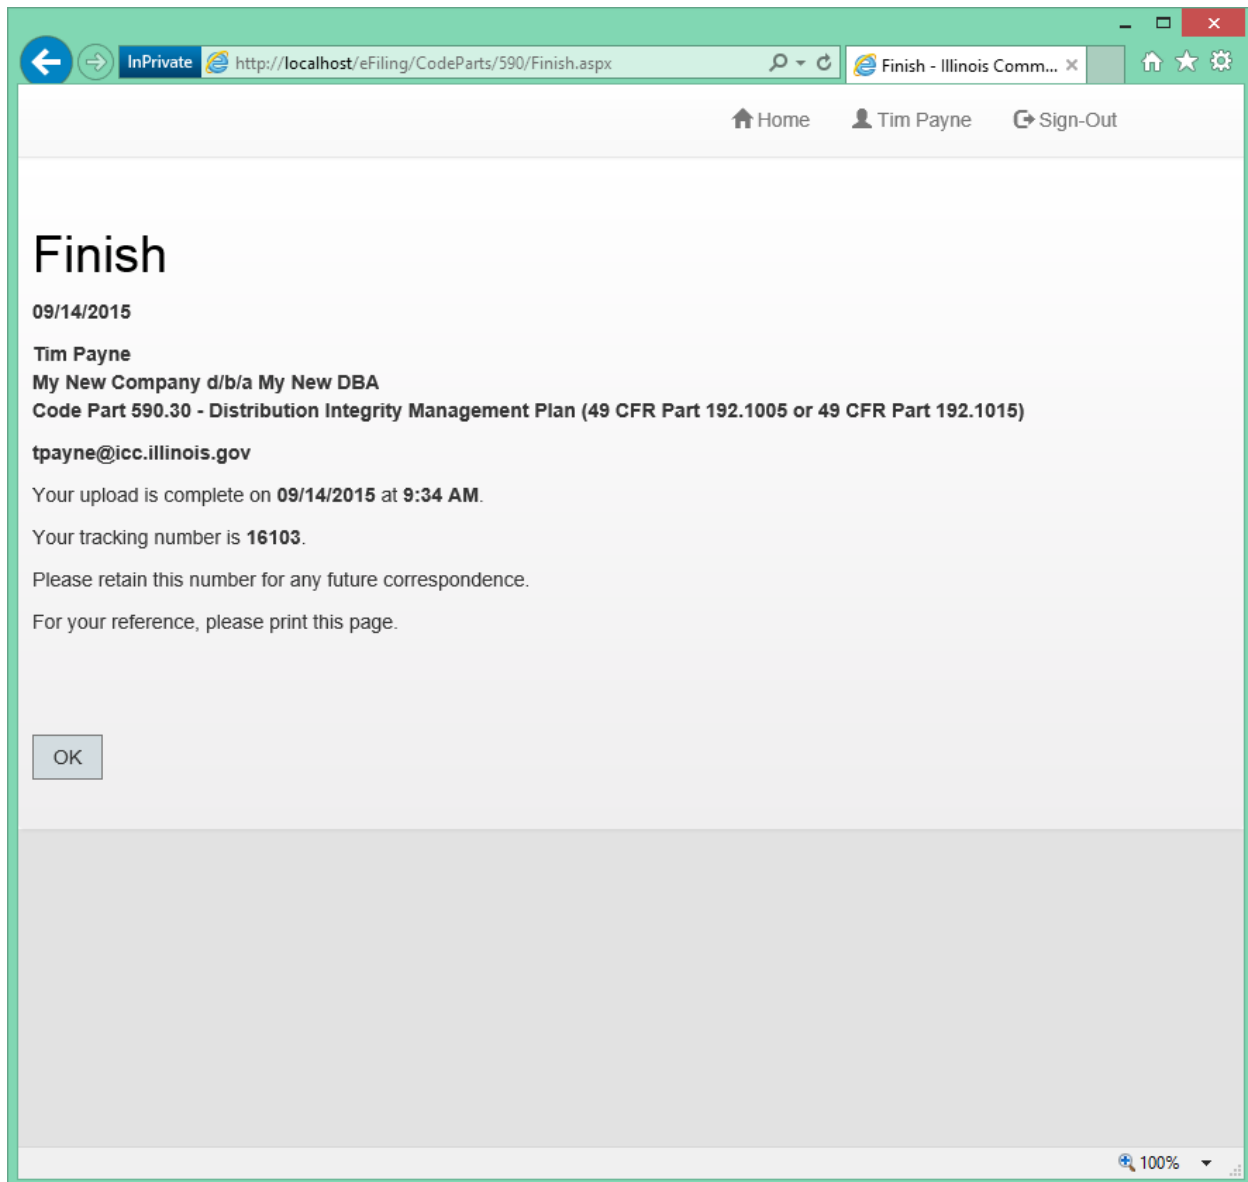 InPrivate http://localhost/eFiling/CodeParts/590/Finish.aspx Finish - Illinois Comm...
Home Tim Payne Sign-Out
Finish
09/14/2015
Tim Payne
My New Company d/b/a My New DBA
Code Part 590.30 - Distribution Integrity Management Plan (49 CFR Part 192.1005 or 49 CFR Part 192.1015)
tpayne@icc.illinois.gov
Your upload is complete on 09/14/2015 at 9:34 AM.
Your tracking number is 16103.
Please retain this number for any future correspondence.
For your reference, please print this page.
OK
100%